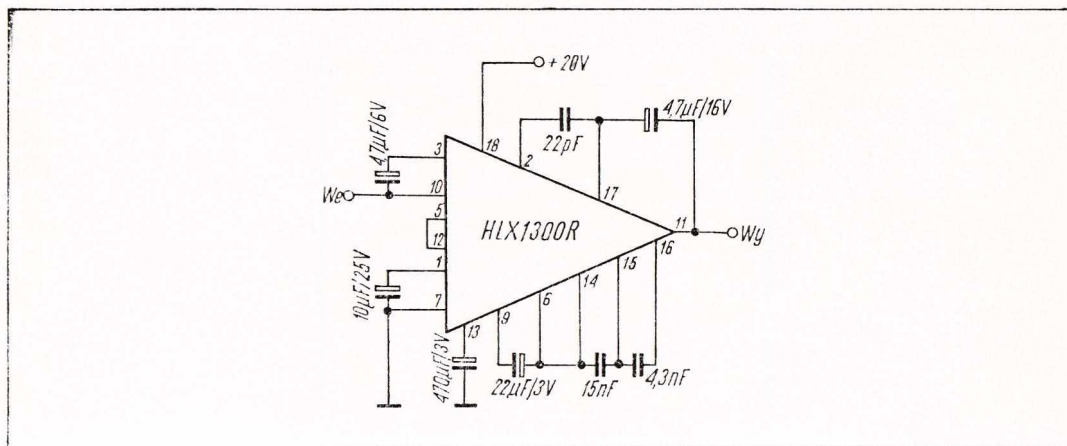 +20V
4,7µF/16V
4,7µF/6V
3
18
2
22pF
17
We
10
5
12
HLX1300R
11
Wy
16
1
15
10µF/25V
7
14
6
13
9
470µF/3V
22µF/3V
15nF
4,3nF